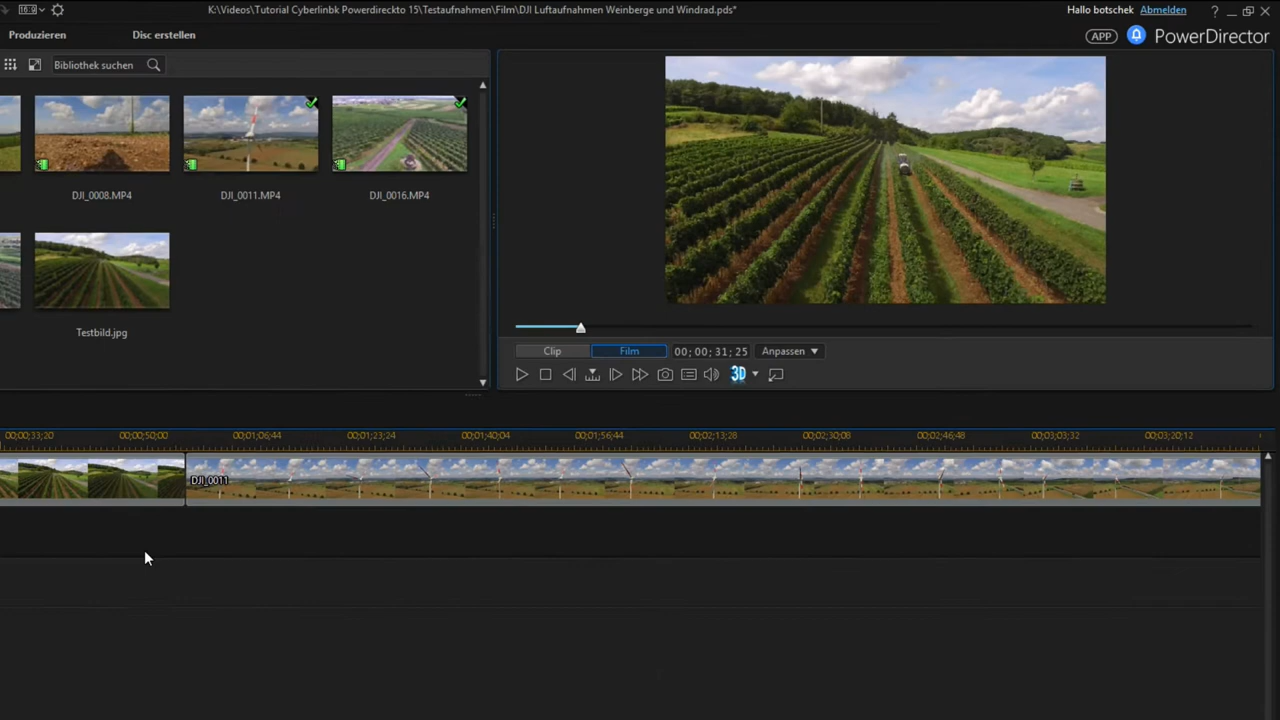 16:9
K:\Videos\Tutorial Cyberlinbk Powerdireckto 15\Testaufnahmen\Film\DJI Luftaufnahmen Weinberge und Windrad.pds*
Hallo botschek
Abmelden
?
Produzieren
Disc erstellen
APP
PowerDirector
Bibliothek suchen
DJI_0008.MP4
DJI_0011.MP4
DJI_0016.MP4
Testbild.jpg
Clip
Film
00; 00; 31; 25
Anpassen
3D
00;00;33;20
00;00;50;00
00;01;06;44
00;01;23;24
00;01;40;04
00;01;56;44
00;02;13;28
00;02;30;08
00;02;46;48
00;03;03;32
00;03;20;12
DJI_0011